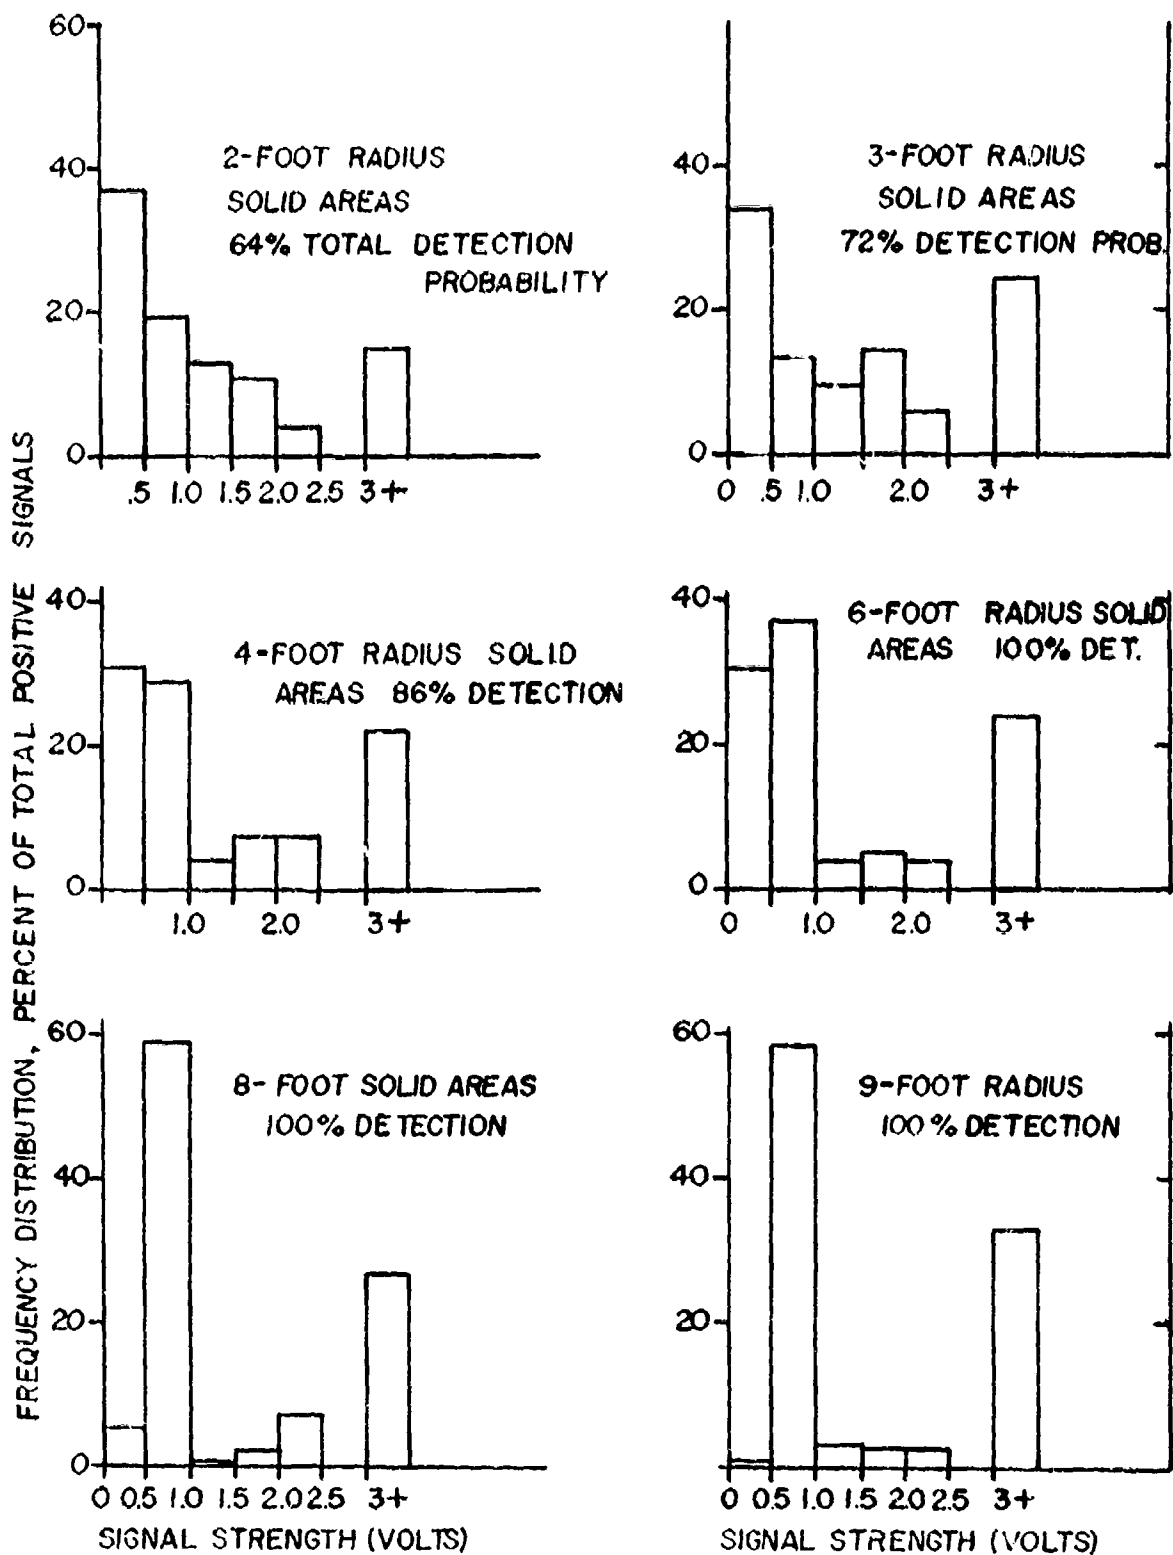 FREQUENCY DISTRIBUTION, PERCENT OF TOTAL POSITIVE SIGNALS
60
40
20
0
2-FOOT RADIUS
SOLID AREAS
64% TOTAL DETECTION
PROBABILITY
.5 1.0 1.5 2.0 2.5 3+
40
20
0
3-FOOT RADIUS
SOLID AREAS
72% DETECTION PROB.
0 .5 1.0 2.0 3+
40
20
0
4-FOOT RADIUS SOLID
AREAS 86% DETECTION
1.0 2.0 3+
40
20
0
6-FOOT RADIUS SOLID
AREAS 100% DET.
0 1.0 2.0 3+
60
40
20
0
8- FOOT SOLID AREAS
100% DETECTION
0 0.5 1.0 1.5 2.0 2.5 3+
SIGNAL STRENGTH (VOLTS)
60
40
20
9-FOOT RADIUS
100% DETECTION
0 0.5 1.0 1.5 2.0 2.5 3+
SIGNAL STRENGTH (VOLTS)